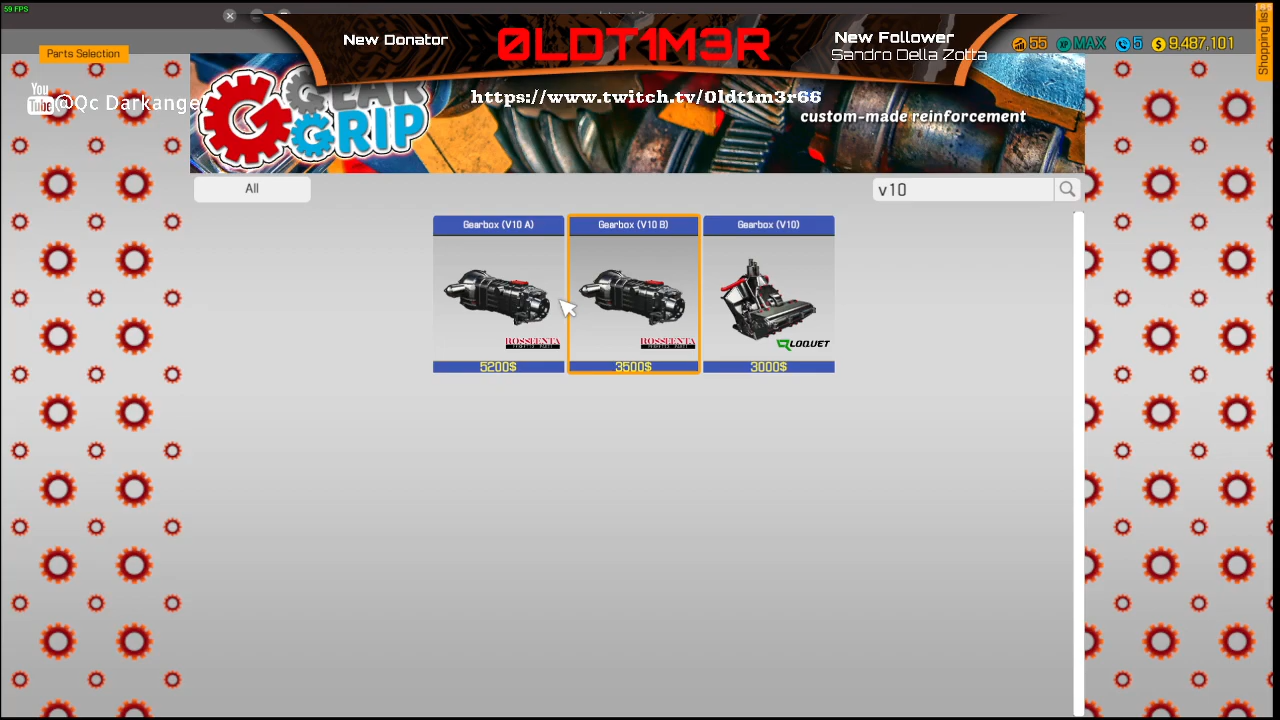 59 FPS
New Donator
0LDT1M3R
New Follower
Sandro Della Zotta
55
XP MAX
5
$ 9,487,101
Shopping list
Parts Selection
You
Tube
@Qc Darkange
GEAR
GRIP
https://www.twitch.tv/0ldt1m3r66
custom-made reinforcement
All
v10
Gearbox (V10 A)
Gearbox (V10 B)
Gearbox (V10)
ROSSFENTA
ROSSFENTA
LOQUET
5200$
3500$
3000$